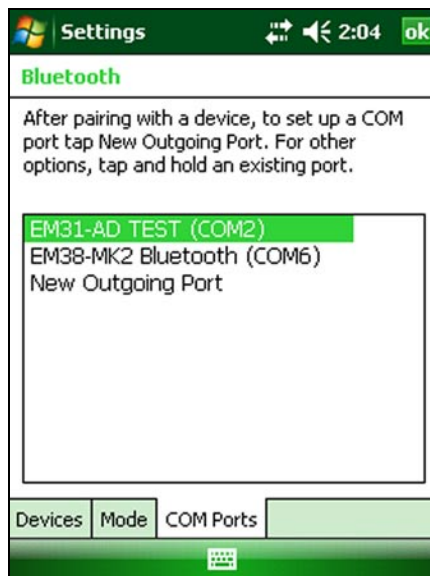 Settings 2:04 ok
Bluetooth
After pairing with a device, to set up a COM
port tap New Outgoing Port. For other
options, tap and hold an existing port.
EM31-AD TEST (COM2)
EM38-MK2 Bluetooth (COM6)
New Outgoing Port
Devices Mode COM Ports